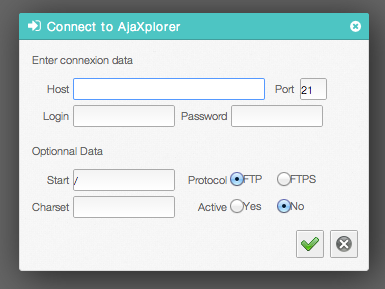 Connect to AjaXplorer
Enter connexion data
Host Port 21
Login Password
Optionnal Data
Start / Protocol FTP FTPS
Charset Active Yes No